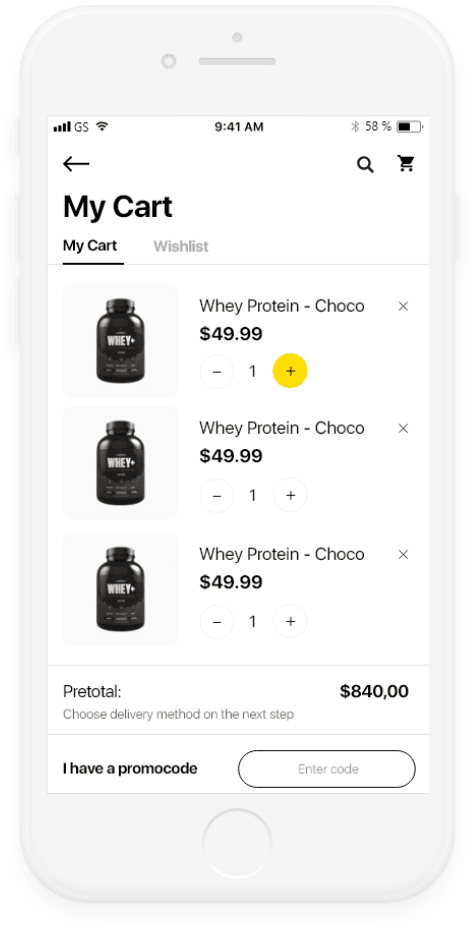 GS 9:41 AM 58 %
My Cart
My Cart Wishlist
Whey Protein - Choco ×
$49.99
WHEY+
− 1 +
Whey Protein - Choco ×
$49.99
WHEY+
− 1 +
Whey Protein - Choco ×
$49.99
WHEY+
− 1 +
Pretotal: $840,00
Choose delivery method on the next step
I have a promocode Enter code